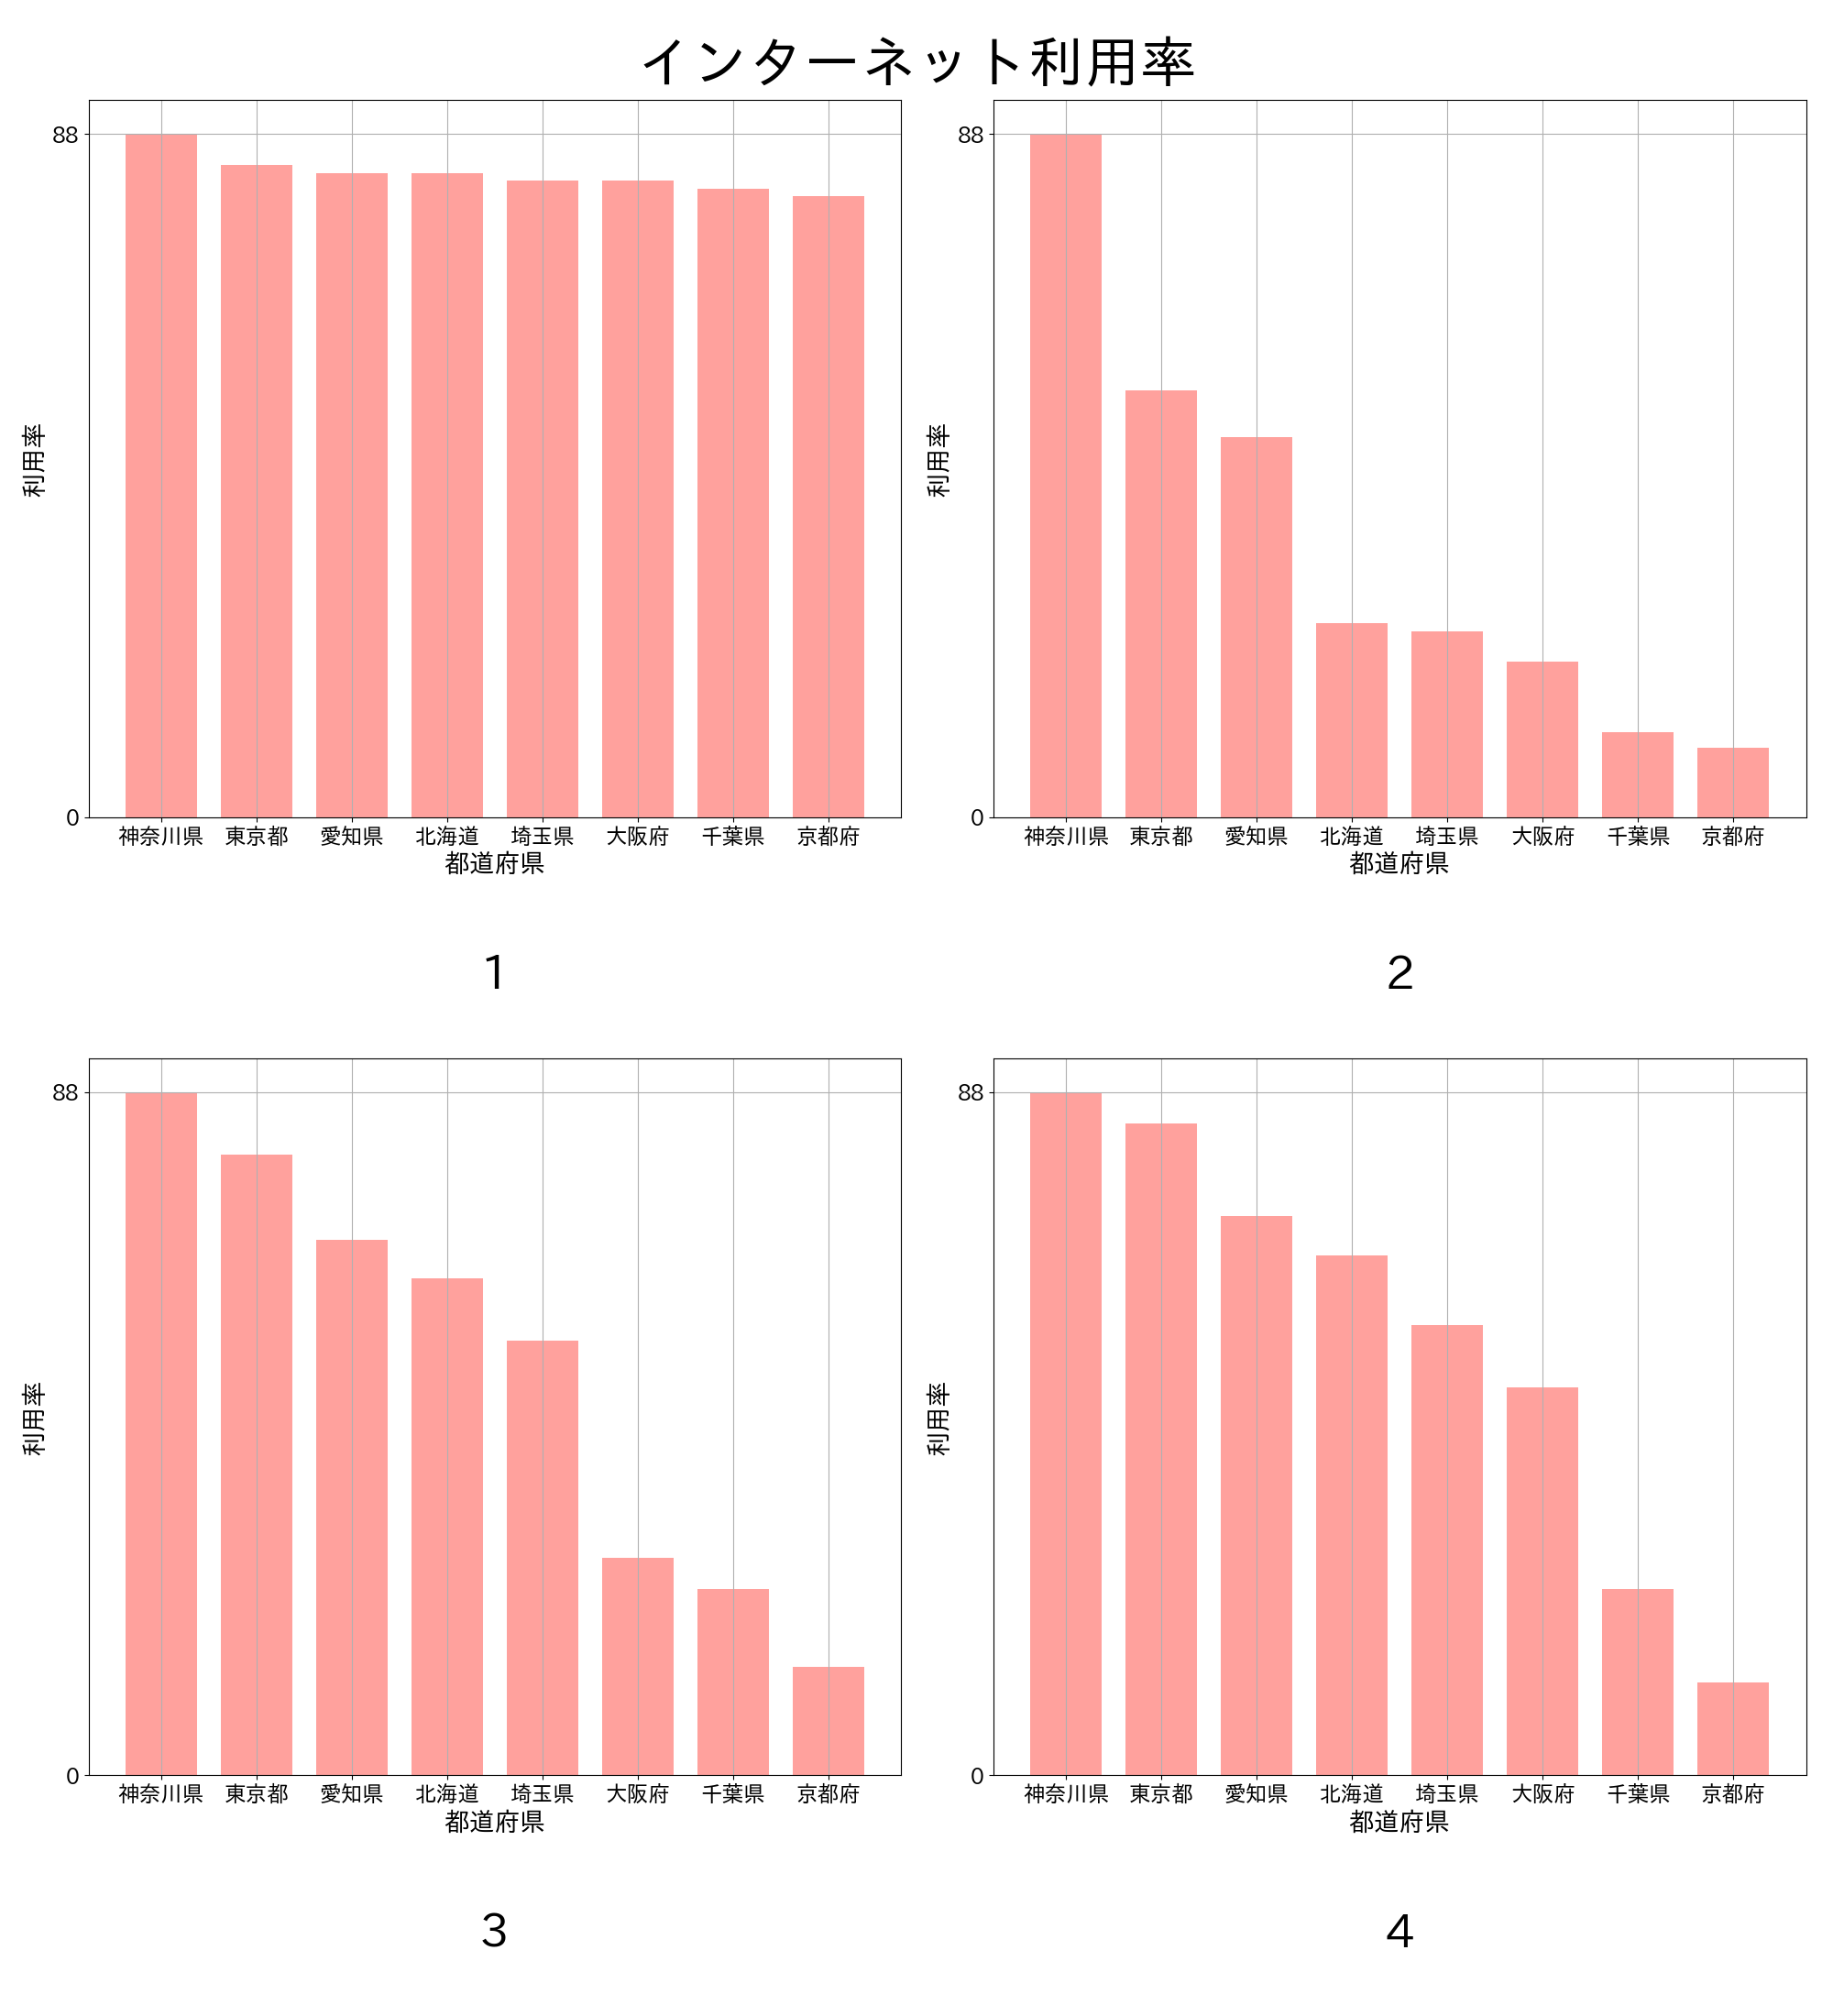 インターネット利用率
88
0
利用率
神奈川県 東京都 愛知県 北海道 埼玉県 大阪府 千葉県 京都府
都道府県
1
88
0
利用率
神奈川県 東京都 愛知県 北海道 埼玉県 大阪府 千葉県 京都府
都道府県
2
88
0
利用率
神奈川県 東京都 愛知県 北海道 埼玉県 大阪府 千葉県 京都府
都道府県
3
88
0
利用率
神奈川県 東京都 愛知県 北海道 埼玉県 大阪府 千葉県 京都府
都道府県
4